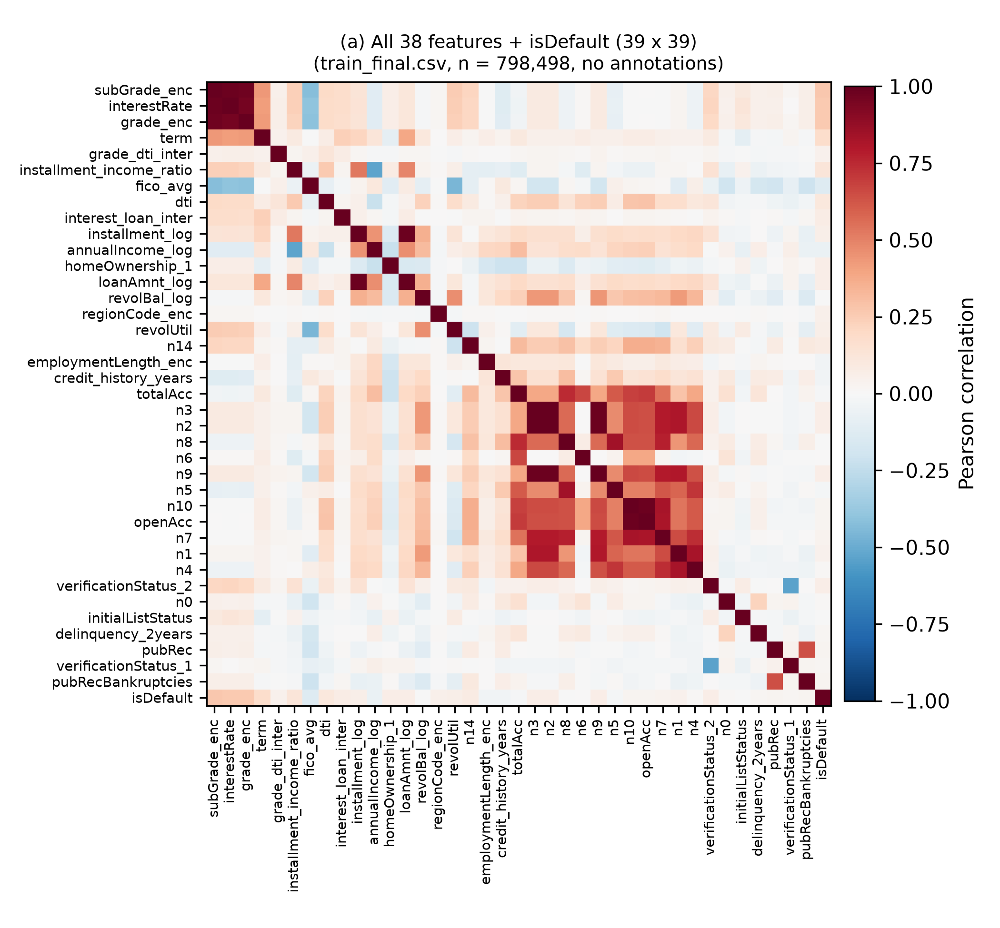 (a) All 38 features + isDefault (39 x 39)
(train_final.csv, n = 798,498, no annotations)
subGrade_enc
interestRate
grade_enc
term
grade_dti_inter
installment_income_ratio
fico_avg
dti
interest_loan_inter
installment_log
annualIncome_log
homeOwnership_1
loanAmnt_log
revolBal_log
regionCode_enc
revolUtil
n14
employmentLength_enc
credit_history_years
totalAcc
n3
n2
n8
n6
n9
n5
n10
openAcc
n7
n1
n4
verificationStatus_2
n0
initialListStatus
delinquency_2years
pubRec
verificationStatus_1
pubRecBankruptcies
isDefault
subGrade_enc
interestRate
grade_enc
term
grade_dti_inter
installment_income_ratio
fico_avg
dti
interest_loan_inter
installment_log
annualIncome_log
homeOwnership_1
loanAmnt_log
revolBal_log
regionCode_enc
revolUtil
n14
employmentLength_enc
credit_history_years
totalAcc
n3
n2
n8
n6
n9
n5
n10
openAcc
n7
n1
n4
verificationStatus_2
n0
initialListStatus
delinquency_2years
pubRec
verificationStatus_1
pubRecBankruptcies
isDefault
1.00
0.75
0.50
0.25
0.00
−0.25
−0.50
−0.75
−1.00
Pearson correlation